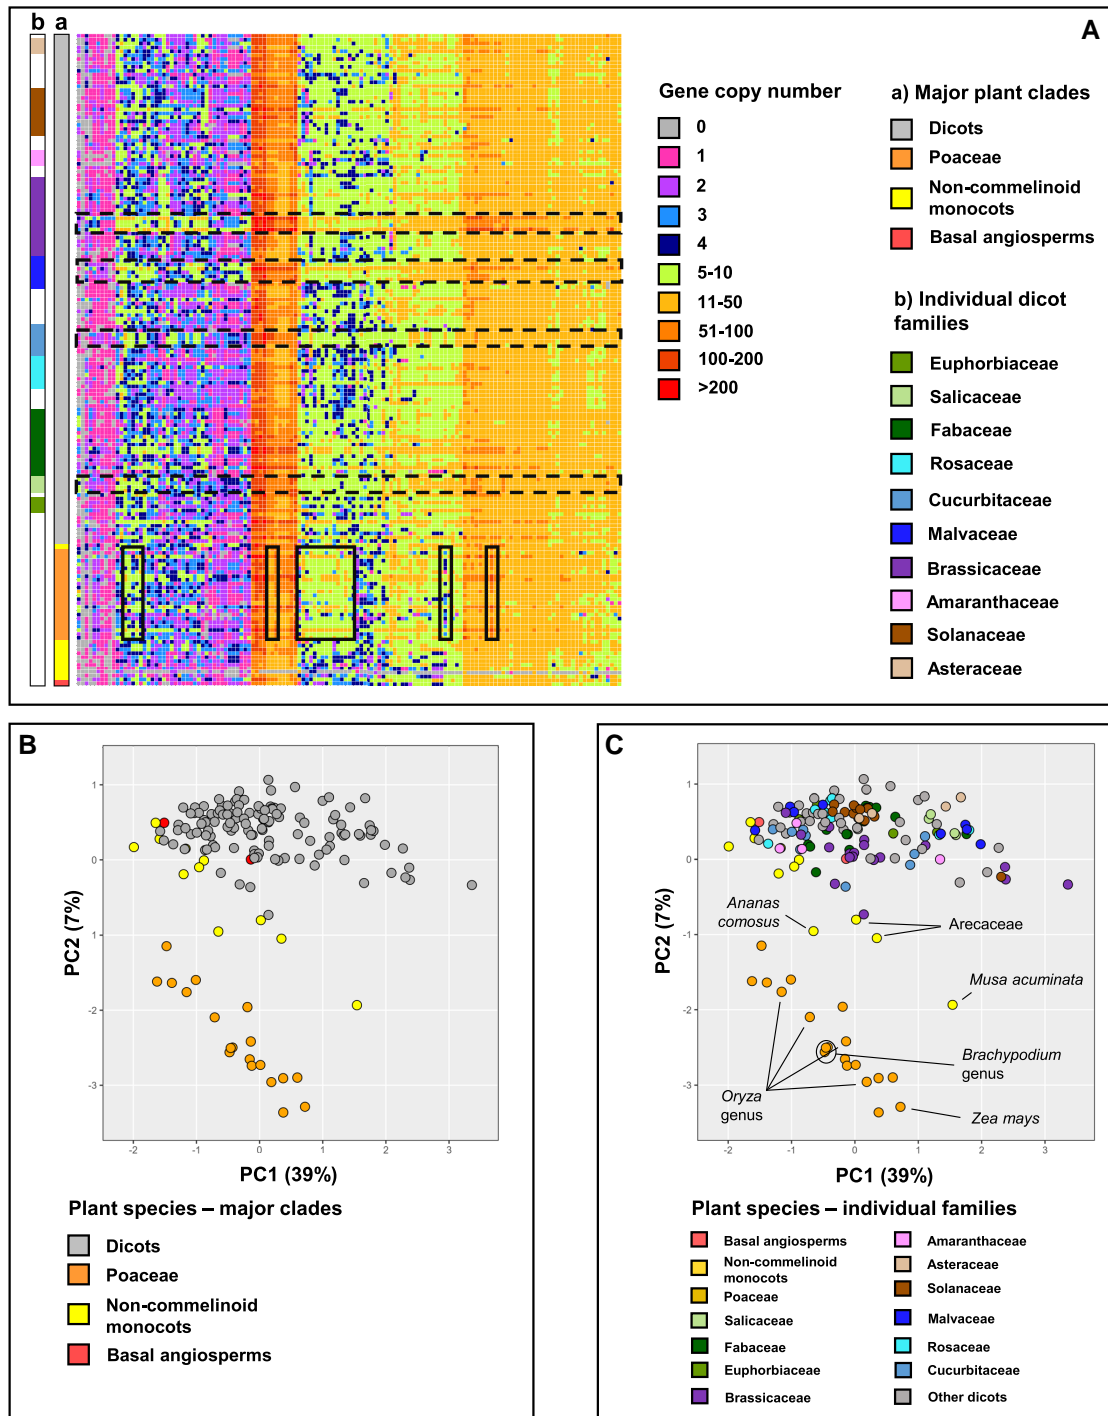 b a
A
Gene copy number
0
1
2
3
4
5-10
11-50
51-100
100-200
>200
a) Major plant clades
Dicots
Poaceae
Non-commelinoid
monocots
Basal angiosperms
b) Individual dicot
families
Euphorbiaceae
Salicaceae
Fabaceae
Rosaceae
Cucurbitaceae
Malvaceae
Brassicaceae
Amaranthaceae
Solanaceae
Asteraceae
B
PC2 (7%)
1
0
-1
-2
-3
-2
-1
0
1
2
3
PC1 (39%)
Plant species – major clades
Dicots
Poaceae
Non-commelinoid
monocots
Basal angiosperms
C
PC2 (7%)
1
0
-1
-2
-3
Ananas
comosus
Arecaceae
Musa acuminata
Brachypodium
genus
Oryza
genus
Zea mays
-2
-1
0
1
2
3
PC1 (39%)
Plant species – individual families
Basal angiosperms
Non-commelinoid
monocots
Poaceae
Salicaceae
Fabaceae
Euphorbiaceae
Brassicaceae
Amaranthaceae
Asteraceae
Solanaceae
Malvaceae
Rosaceae
Cucurbitaceae
Other dicots